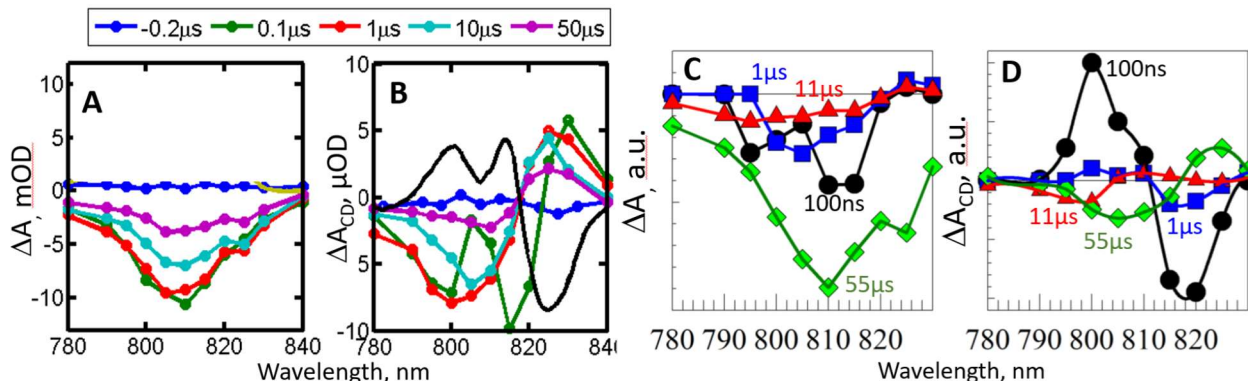 -0.2µs 0.1µs 1µs 10µs 50µs
A
ΔA, mOD
10
5
0
-5
-10
780 800 820 840
B
ΔA_CD, µOD
10
5
0
-5
-10
780 800 820 840
Wavelength, nm
C
ΔA, a.u.
1µs
11µs
100ns
55µs
780 790 800 810 820
D
ΔA_CD, a.u.
100ns
11µs
55µs
1µs
780 790 800 810 820
Wavelength, nm